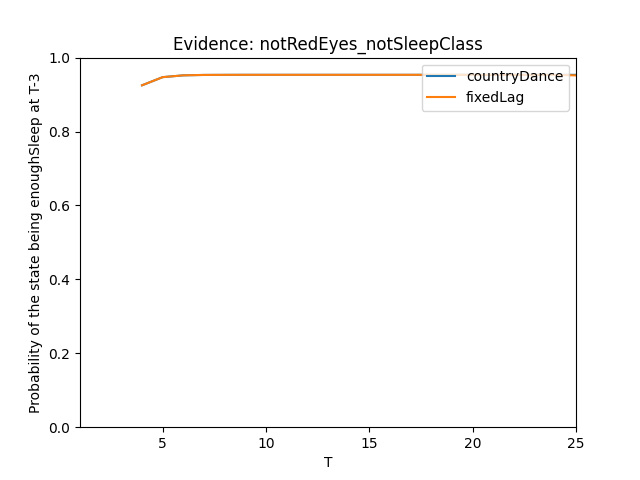 Evidence: notRedEyes_notSleepClass
Probability of the state being enoughSleep at T-3
1.0
0.8
0.6
0.4
0.2
0.0
countryDance
fixedLag
5
10
15
20
25
T